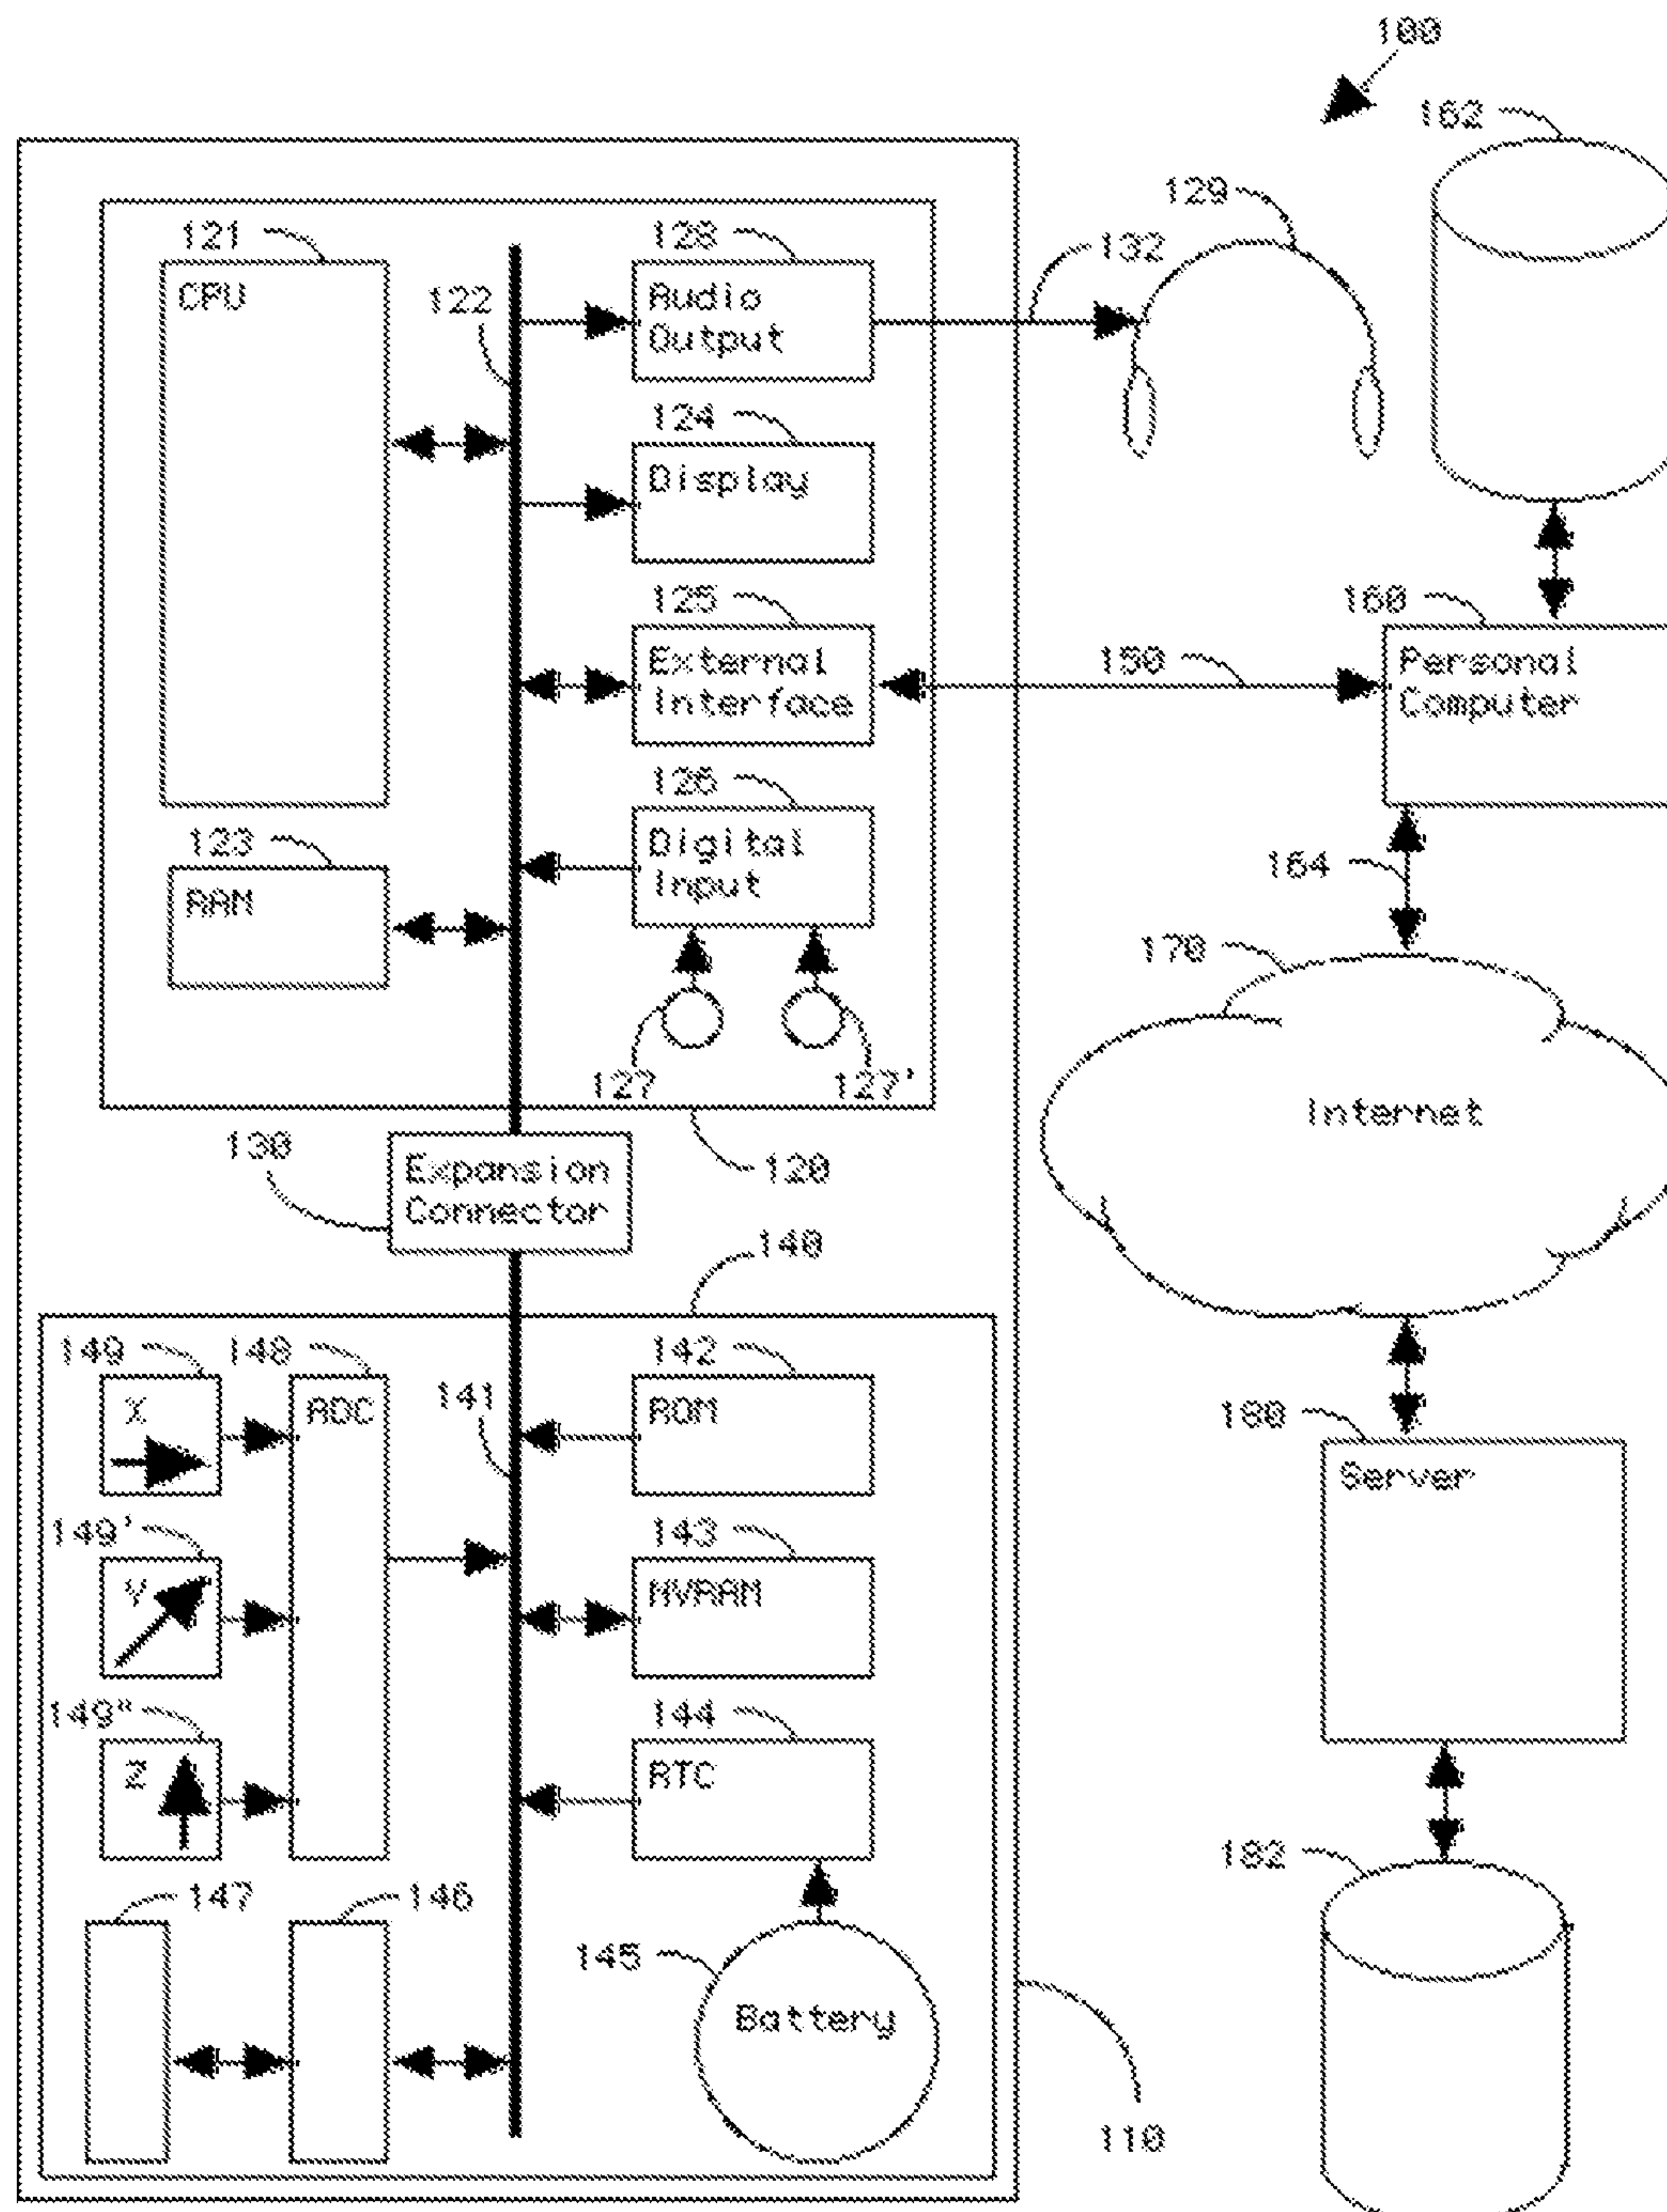 100
162
129
121
128
132
CPU
122
Audio
Output
124
Display
125
160
External
Interface
150
Personal
Computer
126
123
Digital
Input
164
RAM
170
127
127'
Internet
130
120
Expansion
Connector
140
149
148
142
X
ADC
141
ROM
180
Server
149'
143
Y
NVRAM
149"
144
Z
RTC
182
147
146
145
Battery
110